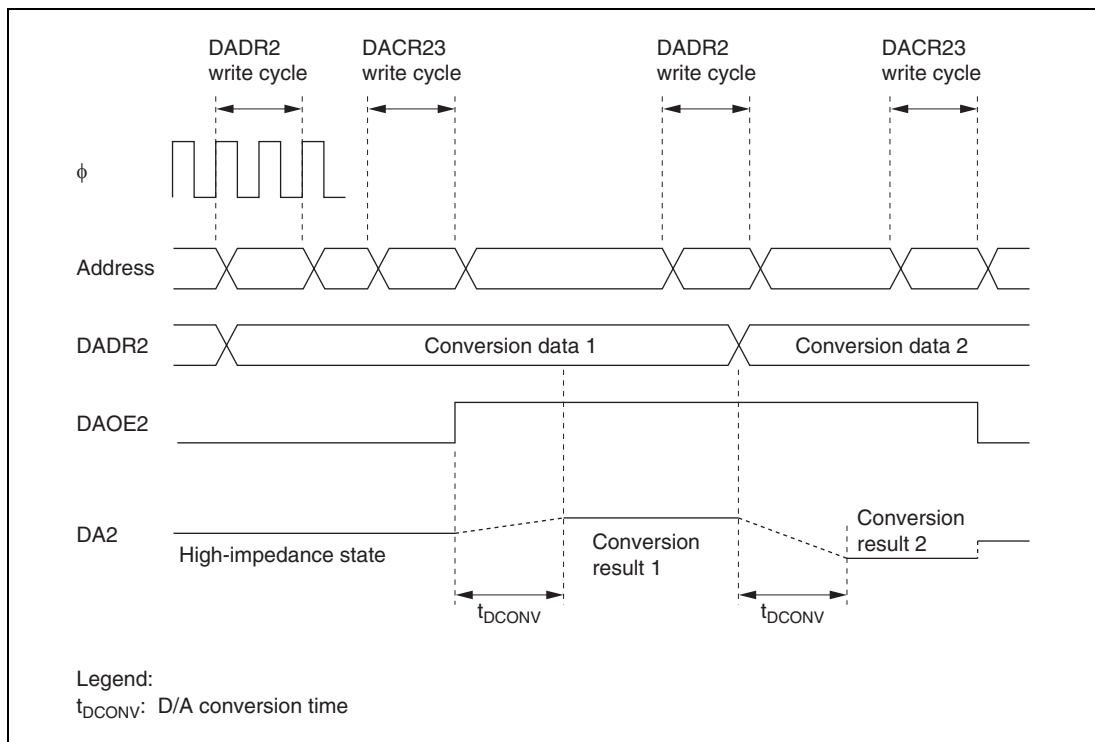 DADR2
write cycle
DACR23
write cycle
DADR2
write cycle
DACR23
write cycle
ϕ
Address
DADR2
Conversion data 1
Conversion data 2
DAOE2
DA2
High-impedance state
Conversion
result 1
Conversion
result 2
tDCONV
tDCONV
Legend:
tDCONV: D/A conversion time